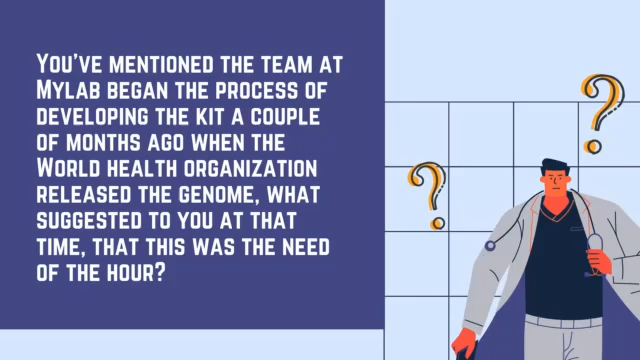 You've mentioned the team at
Mylab began the process of
developing the kit a couple
of months ago when the
World health organization
released the genome, what
suggested to you at that
time, that this was the need
of the hour?